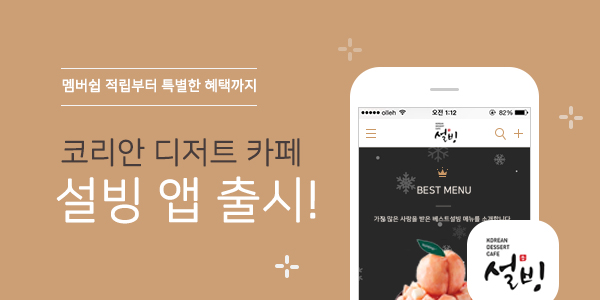 멤버쉽 적립부터 특별한 혜택까지
코리안 디저트 카페
설빙 앱 출시!
olleh 오전 1:12 82%
설빙
BEST MENU
가장 많은 사랑을 받은 베스트설빙 메뉴를 소개합니다.
KOREAN
DESSERT
CAFE
설빙